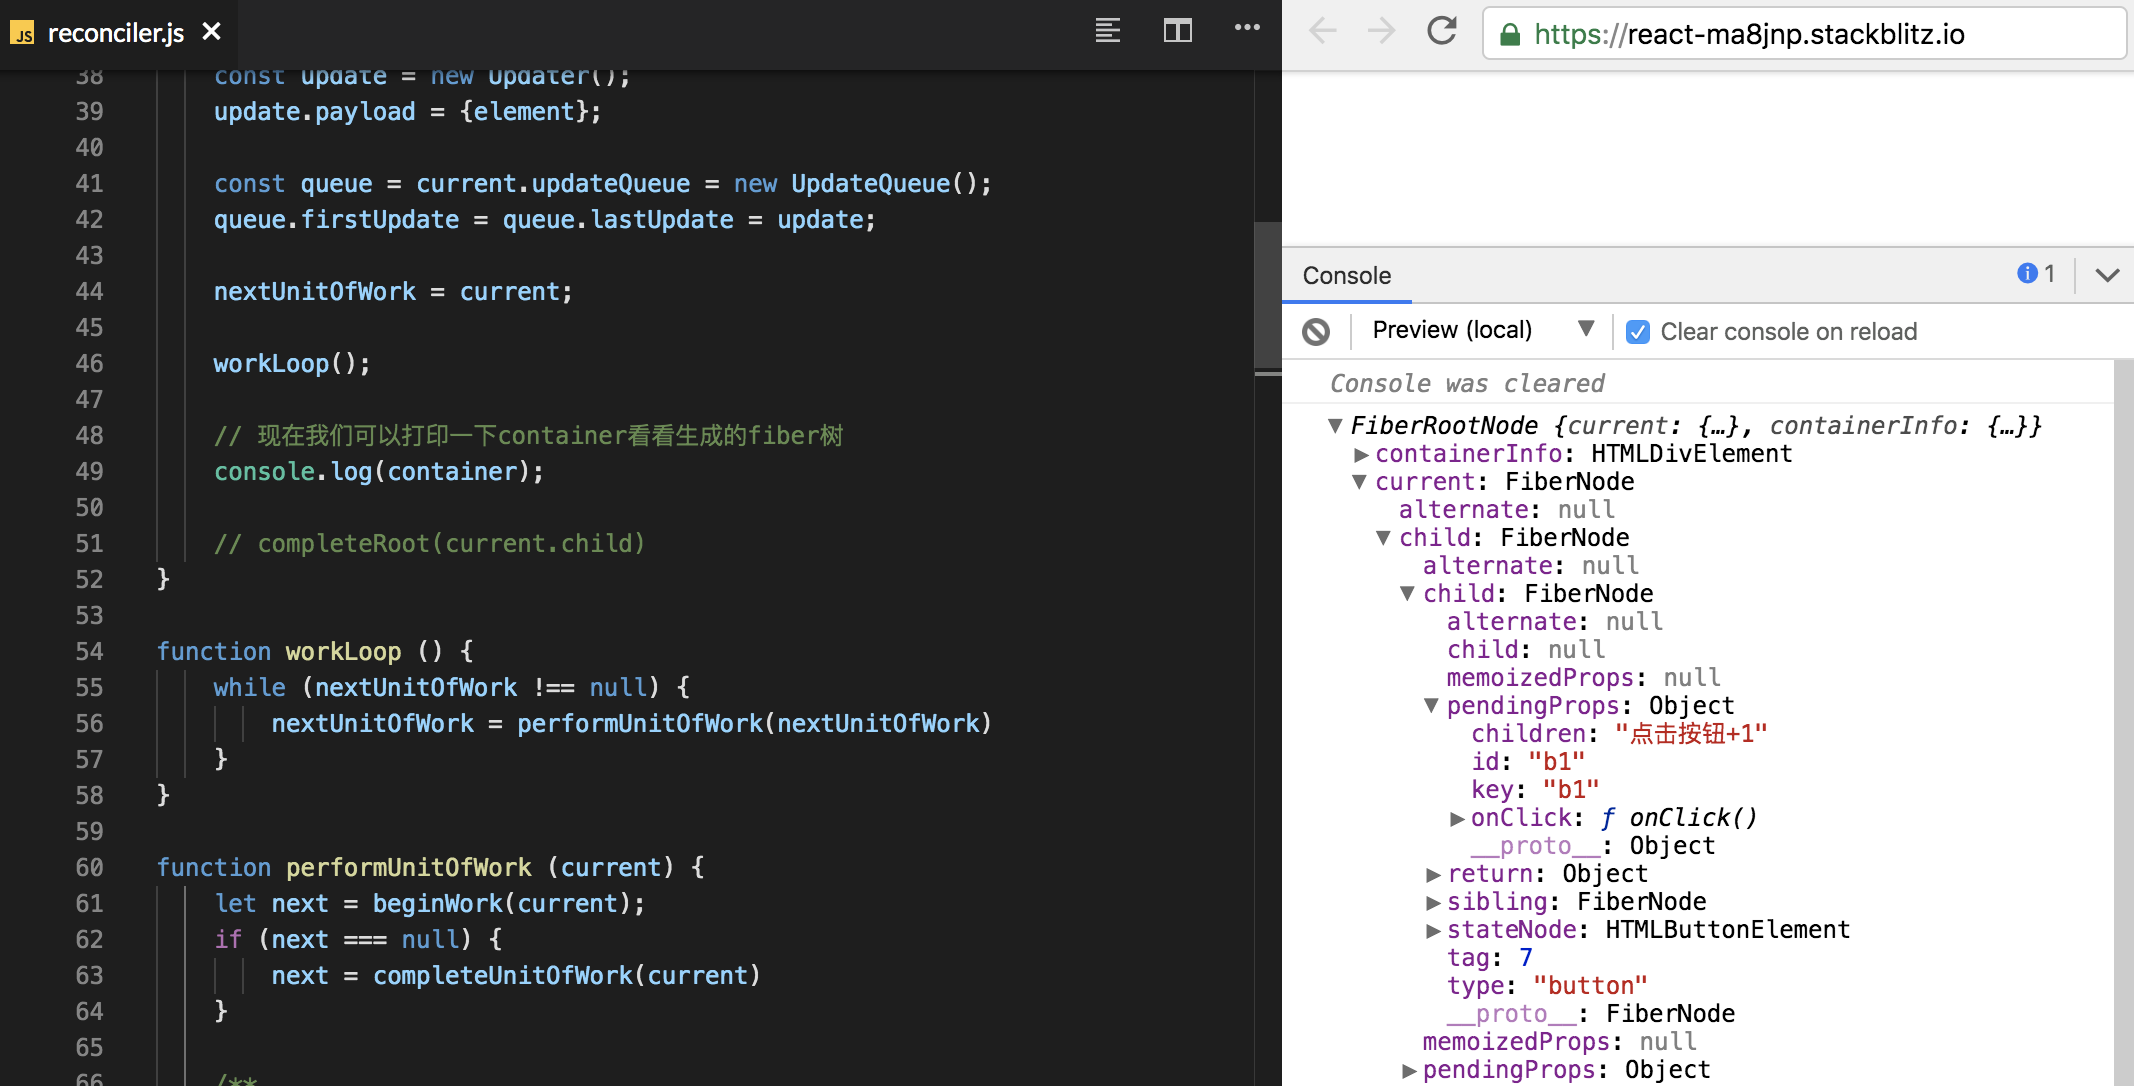 reconciler.js
38 const update = new Updater();
39 update.payload = {element};
40
41 const queue = current.updateQueue = new UpdateQueue();
42 queue.firstUpdate = queue.lastUpdate = update;
43
44 nextUnitOfWork = current;
45
46 workLoop();
47
48 // 现在我们可以打印一下container看看生成的fiber树
49 console.log(container);
50
51 // completeRoot(current.child)
52 }
53
54 function workLoop () {
55 while (nextUnitOfWork !== null) {
56 nextUnitOfWork = performUnitOfWork(nextUnitOfWork)
57 }
58 }
59
60 function performUnitOfWork (current) {
61 let next = beginWork(current);
62 if (next === null) {
63 next = completeUnitOfWork(current)
64 }
65
66 /**
https://react-ma8jnp.stackblitz.io
Console 1
Preview (local) Clear console on reload
Console was cleared
FiberRootNode {current: {…}, containerInfo: {…}}
containerInfo: HTMLDivElement
current: FiberNode
alternate: null
child: FiberNode
alternate: null
child: FiberNode
alternate: null
child: null
memoizedProps: null
pendingProps: Object
children: "点击按钮+1"
id: "b1"
key: "b1"
onClick: ƒ onClick()
__proto__: Object
return: Object
sibling: FiberNode
stateNode: HTMLButtonElement
tag: 7
type: "button"
__proto__: FiberNode
memoizedProps: null
pendingProps: Object